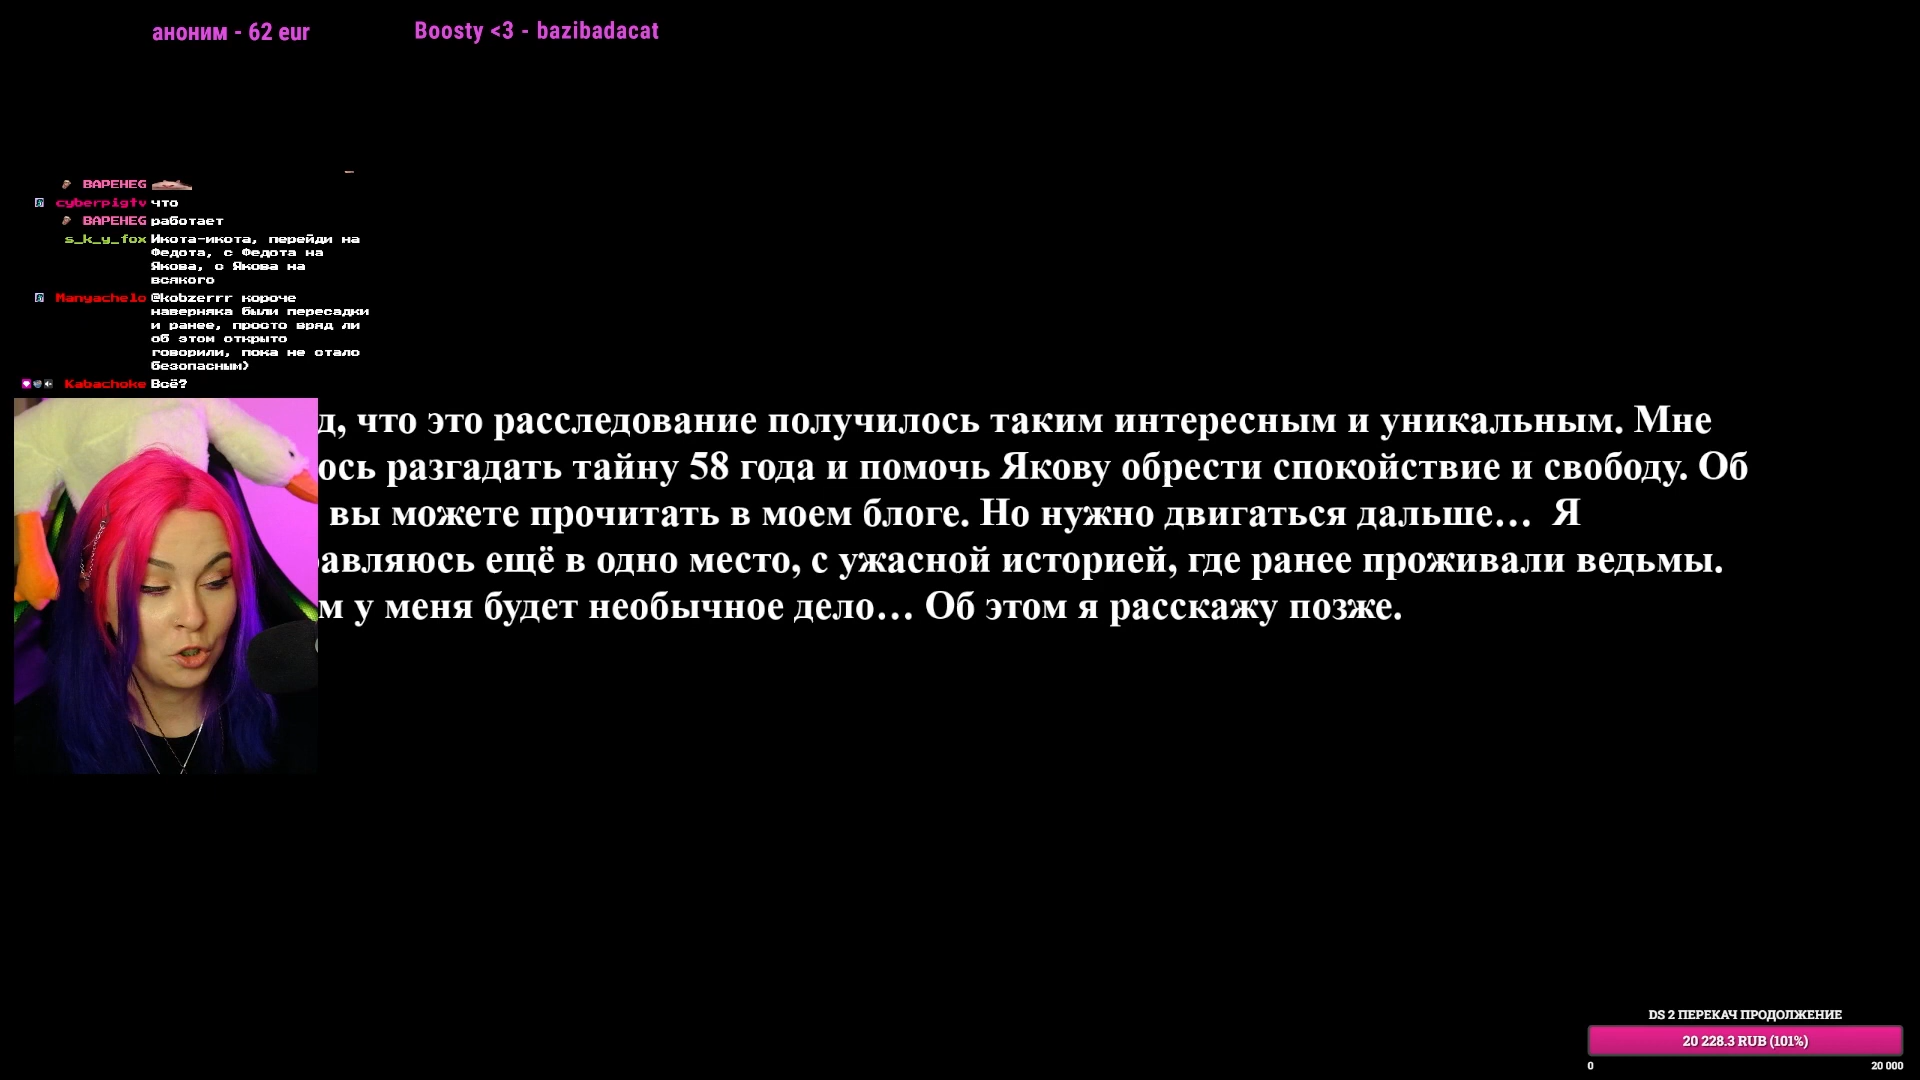 аноним - 62 eur
Boosty <3 - bazibadacat
BAPEHEG
cyberpigtv что
BAPEHEG работает
s_k_y_fox Икота-икота, перейди на
Федота, с Федота на
Якова, с Якова на
всякого
Manyachelo @kobzerrr короче
наверняка были пересадки
и ранее, просто вряд ли
об этом открыто
говорили, пока не стало
безопасным)
Kabachoke Всё?
д, что это расследование получилось таким интересным и уникальным. Мне
ось разгадать тайну 58 года и помочь Якову обрести спокойствие и свободу. Об
вы можете прочитать в моем блоге. Но нужно двигаться дальше… Я
авляюсь ещё в одно место, с ужасной историей, где ранее проживали ведьмы.
м у меня будет необычное дело… Об этом я расскажу позже.
DS 2 ПЕРЕКАЧ ПРОДОЛЖЕНИЕ
20 228.3 RUB (101%)
0 20 000